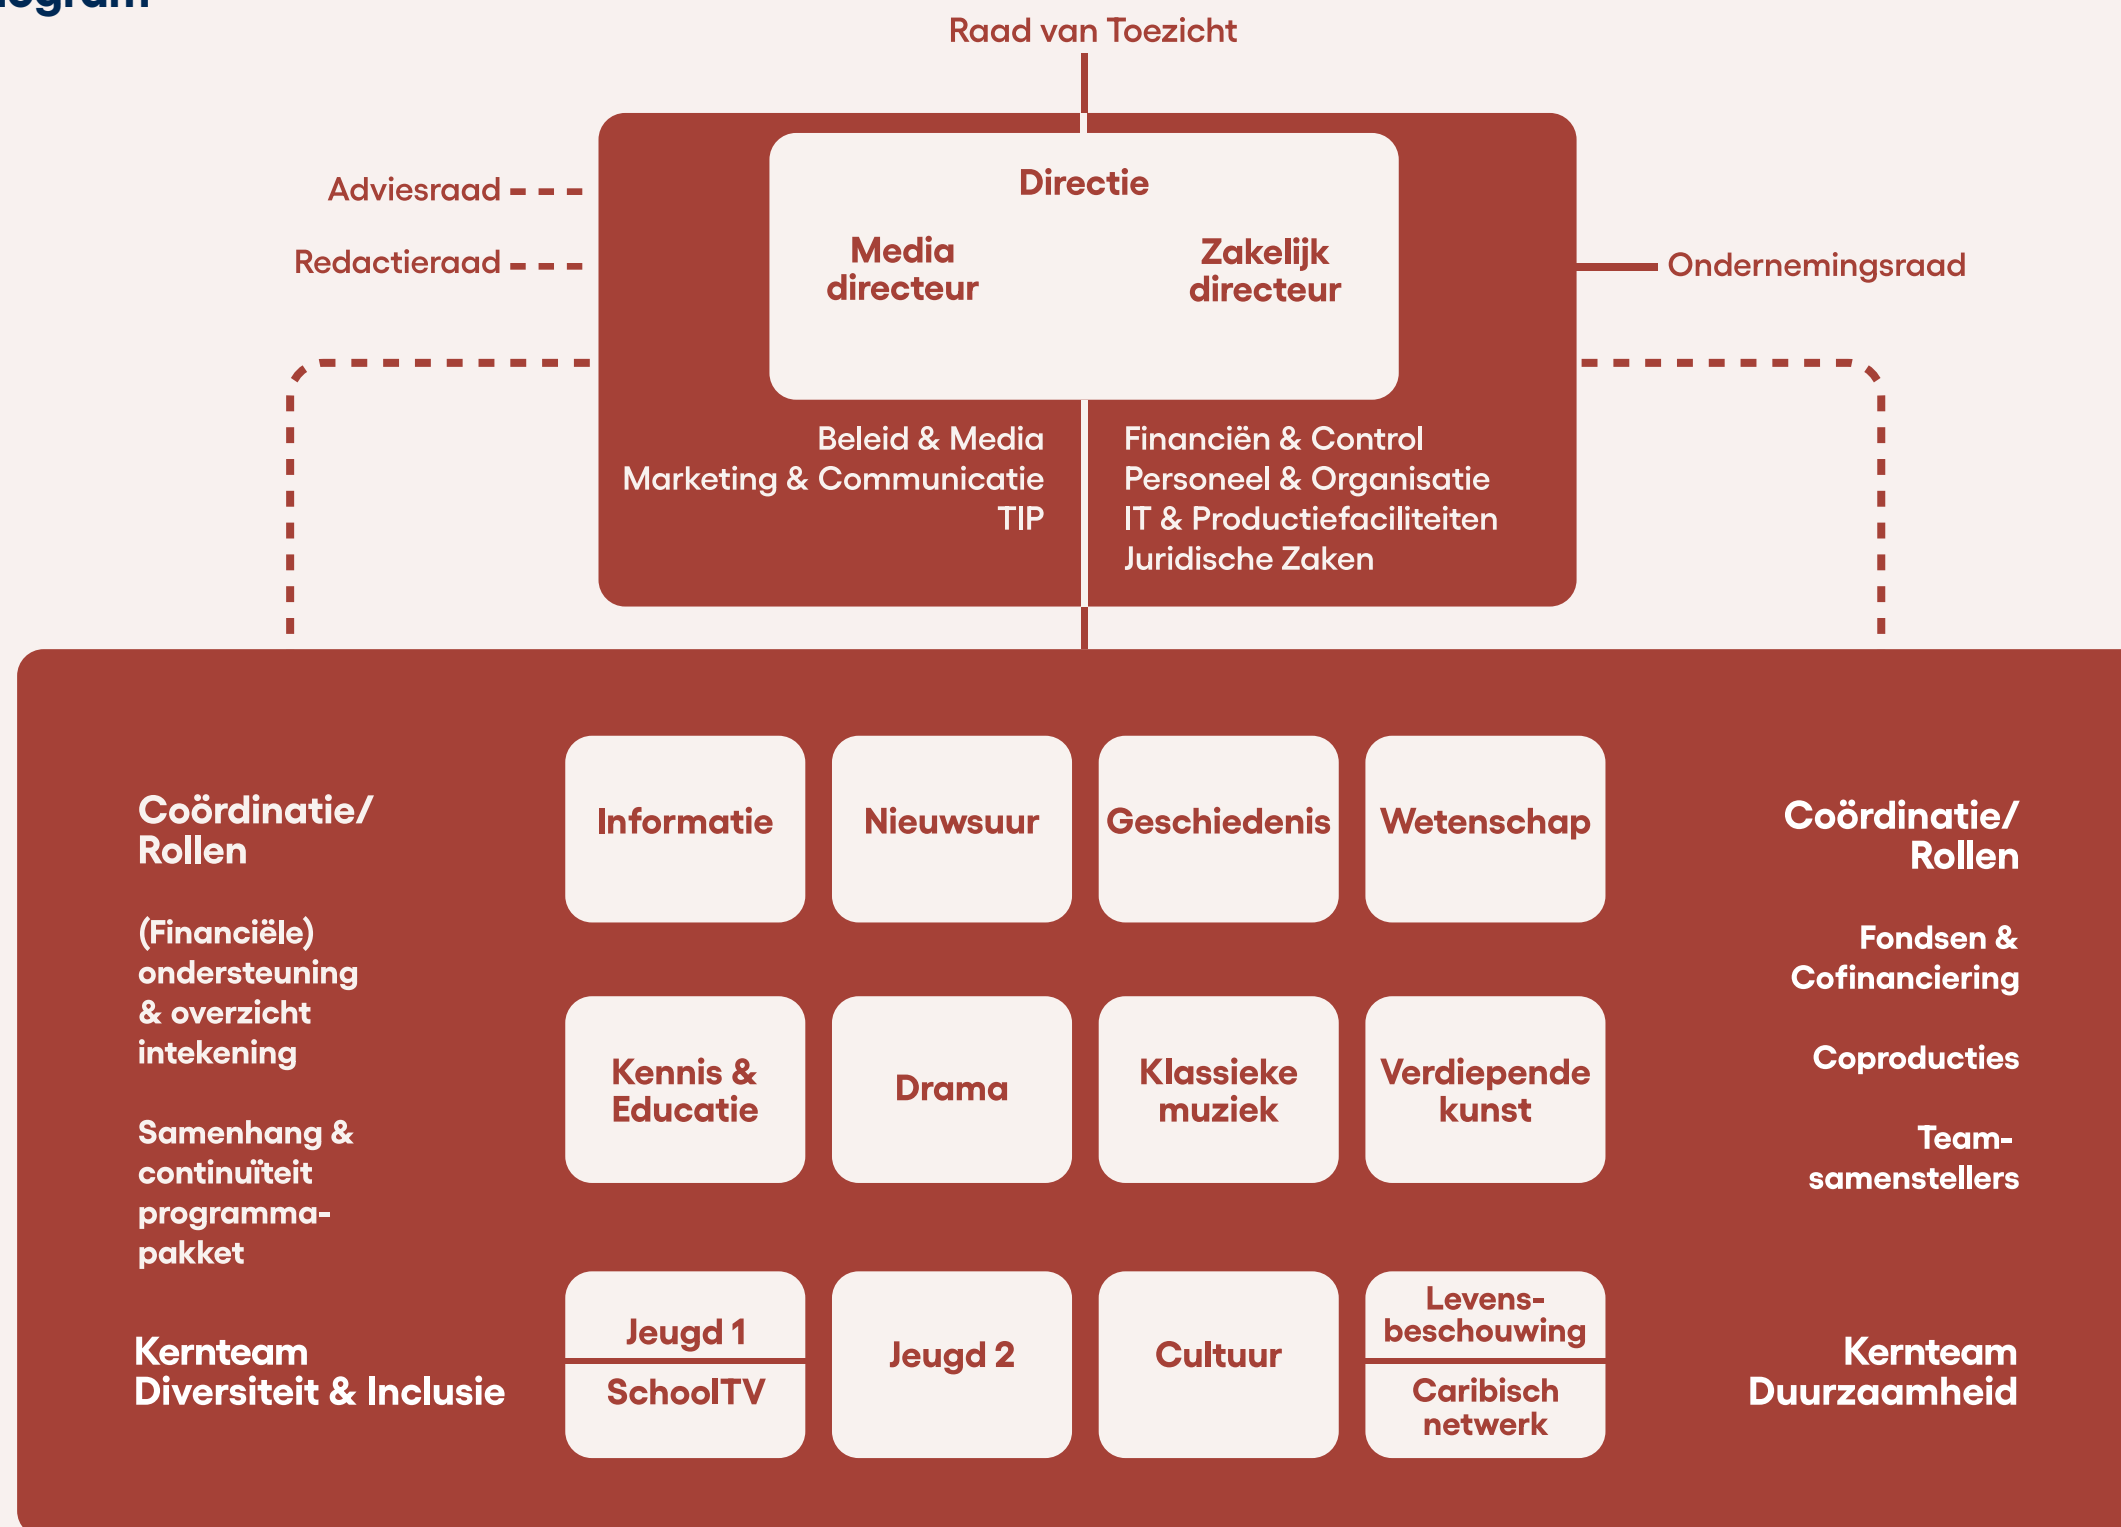 Raad van Toezicht
Adviesraad
Redactieraad
Directie
Media
directeur
Zakelijk
directeur
Ondernemingsraad
Beleid & Media
Marketing & Communicatie
TIP
Financiën & Control
Personeel & Organisatie
IT & Productiefaciliteiten
Juridische Zaken
Coördinatie/
Rollen
(Financiële)
ondersteuning
& overzicht
intekening
Samenhang &
continuïteit
programma-
pakket
Kernteam
Diversiteit & Inclusie
Informatie
Nieuwsuur
Geschiedenis
Wetenschap
Kennis &
Educatie
Drama
Klassieke
muziek
Verdiepende
kunst
Jeugd 1
SchoolTV
Jeugd 2
Cultuur
Levens-
beschouwing
Caribisch
netwerk
Coördinatie/
Rollen
Fondsen &
Cofinanciering
Coproducties
Team-
samenstellers
Kernteam
Duurzaamheid